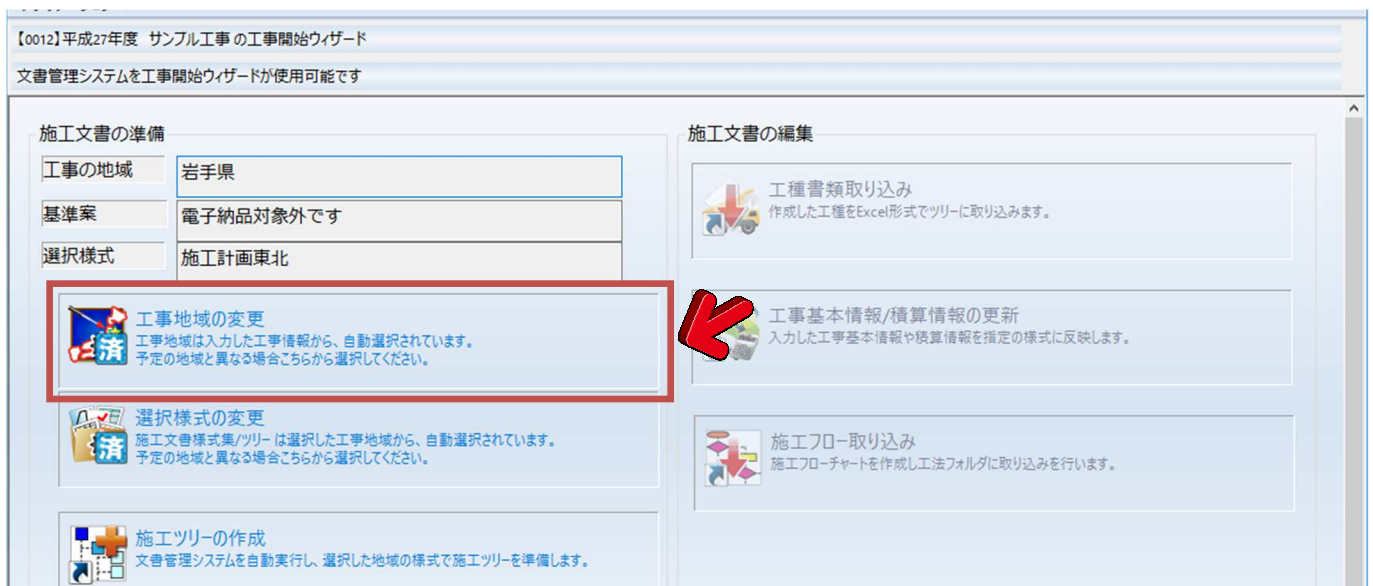 【0012】平成27年度 サンプル工事 の工事開始ウィザード
文書管理システムを工事開始ウィザードが使用可能です
施工文書の準備
工事の地域 岩手県
基準案 電子納品対象外です
選択様式 施工計画東北
済 工事地域の変更
工事地域は入力した工事情報から、自動選択されています。
予定の地域と異なる場合こちらから選択してください。
済 選択様式の変更
施工文書様式集/ツリー は選択した工事地域から、自動選択されています。
予定の地域と異なる場合こちらから選択してください。
施工ツリーの作成
文書管理システムを自動実行し、選択した地域の様式で施工ツリーを準備します。
施工文書の編集
工種書類取り込み
作成した工種をExcel形式でツリーに取り込みます。
工事基本情報/積算情報の更新
入力した工事基本情報や積算情報を指定の様式に反映します。
施工フロー取り込み
施工フローチャートを作成し工法フォルダに取り込みを行います。